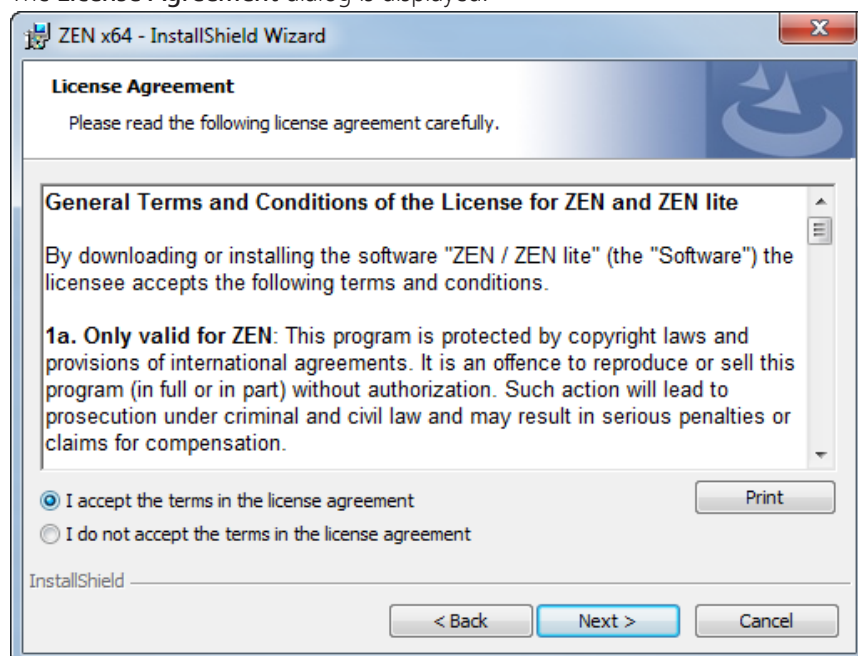 The License Agreement dialog is displayed.
ZEN x64 - InstallShield Wizard
License Agreement
Please read the following license agreement carefully.
General Terms and Conditions of the License for ZEN and ZEN lite
By downloading or installing the software "ZEN / ZEN lite" (the "Software") the
licensee accepts the following terms and conditions.
1a. Only valid for ZEN: This program is protected by copyright laws and
provisions of international agreements. It is an offence to reproduce or sell this
program (in full or in part) without authorization. Such action will lead to
prosecution under criminal and civil law and may result in serious penalties or
claims for compensation.
I accept the terms in the license agreement
Print
I do not accept the terms in the license agreement
InstallShield
< Back
Next >
Cancel